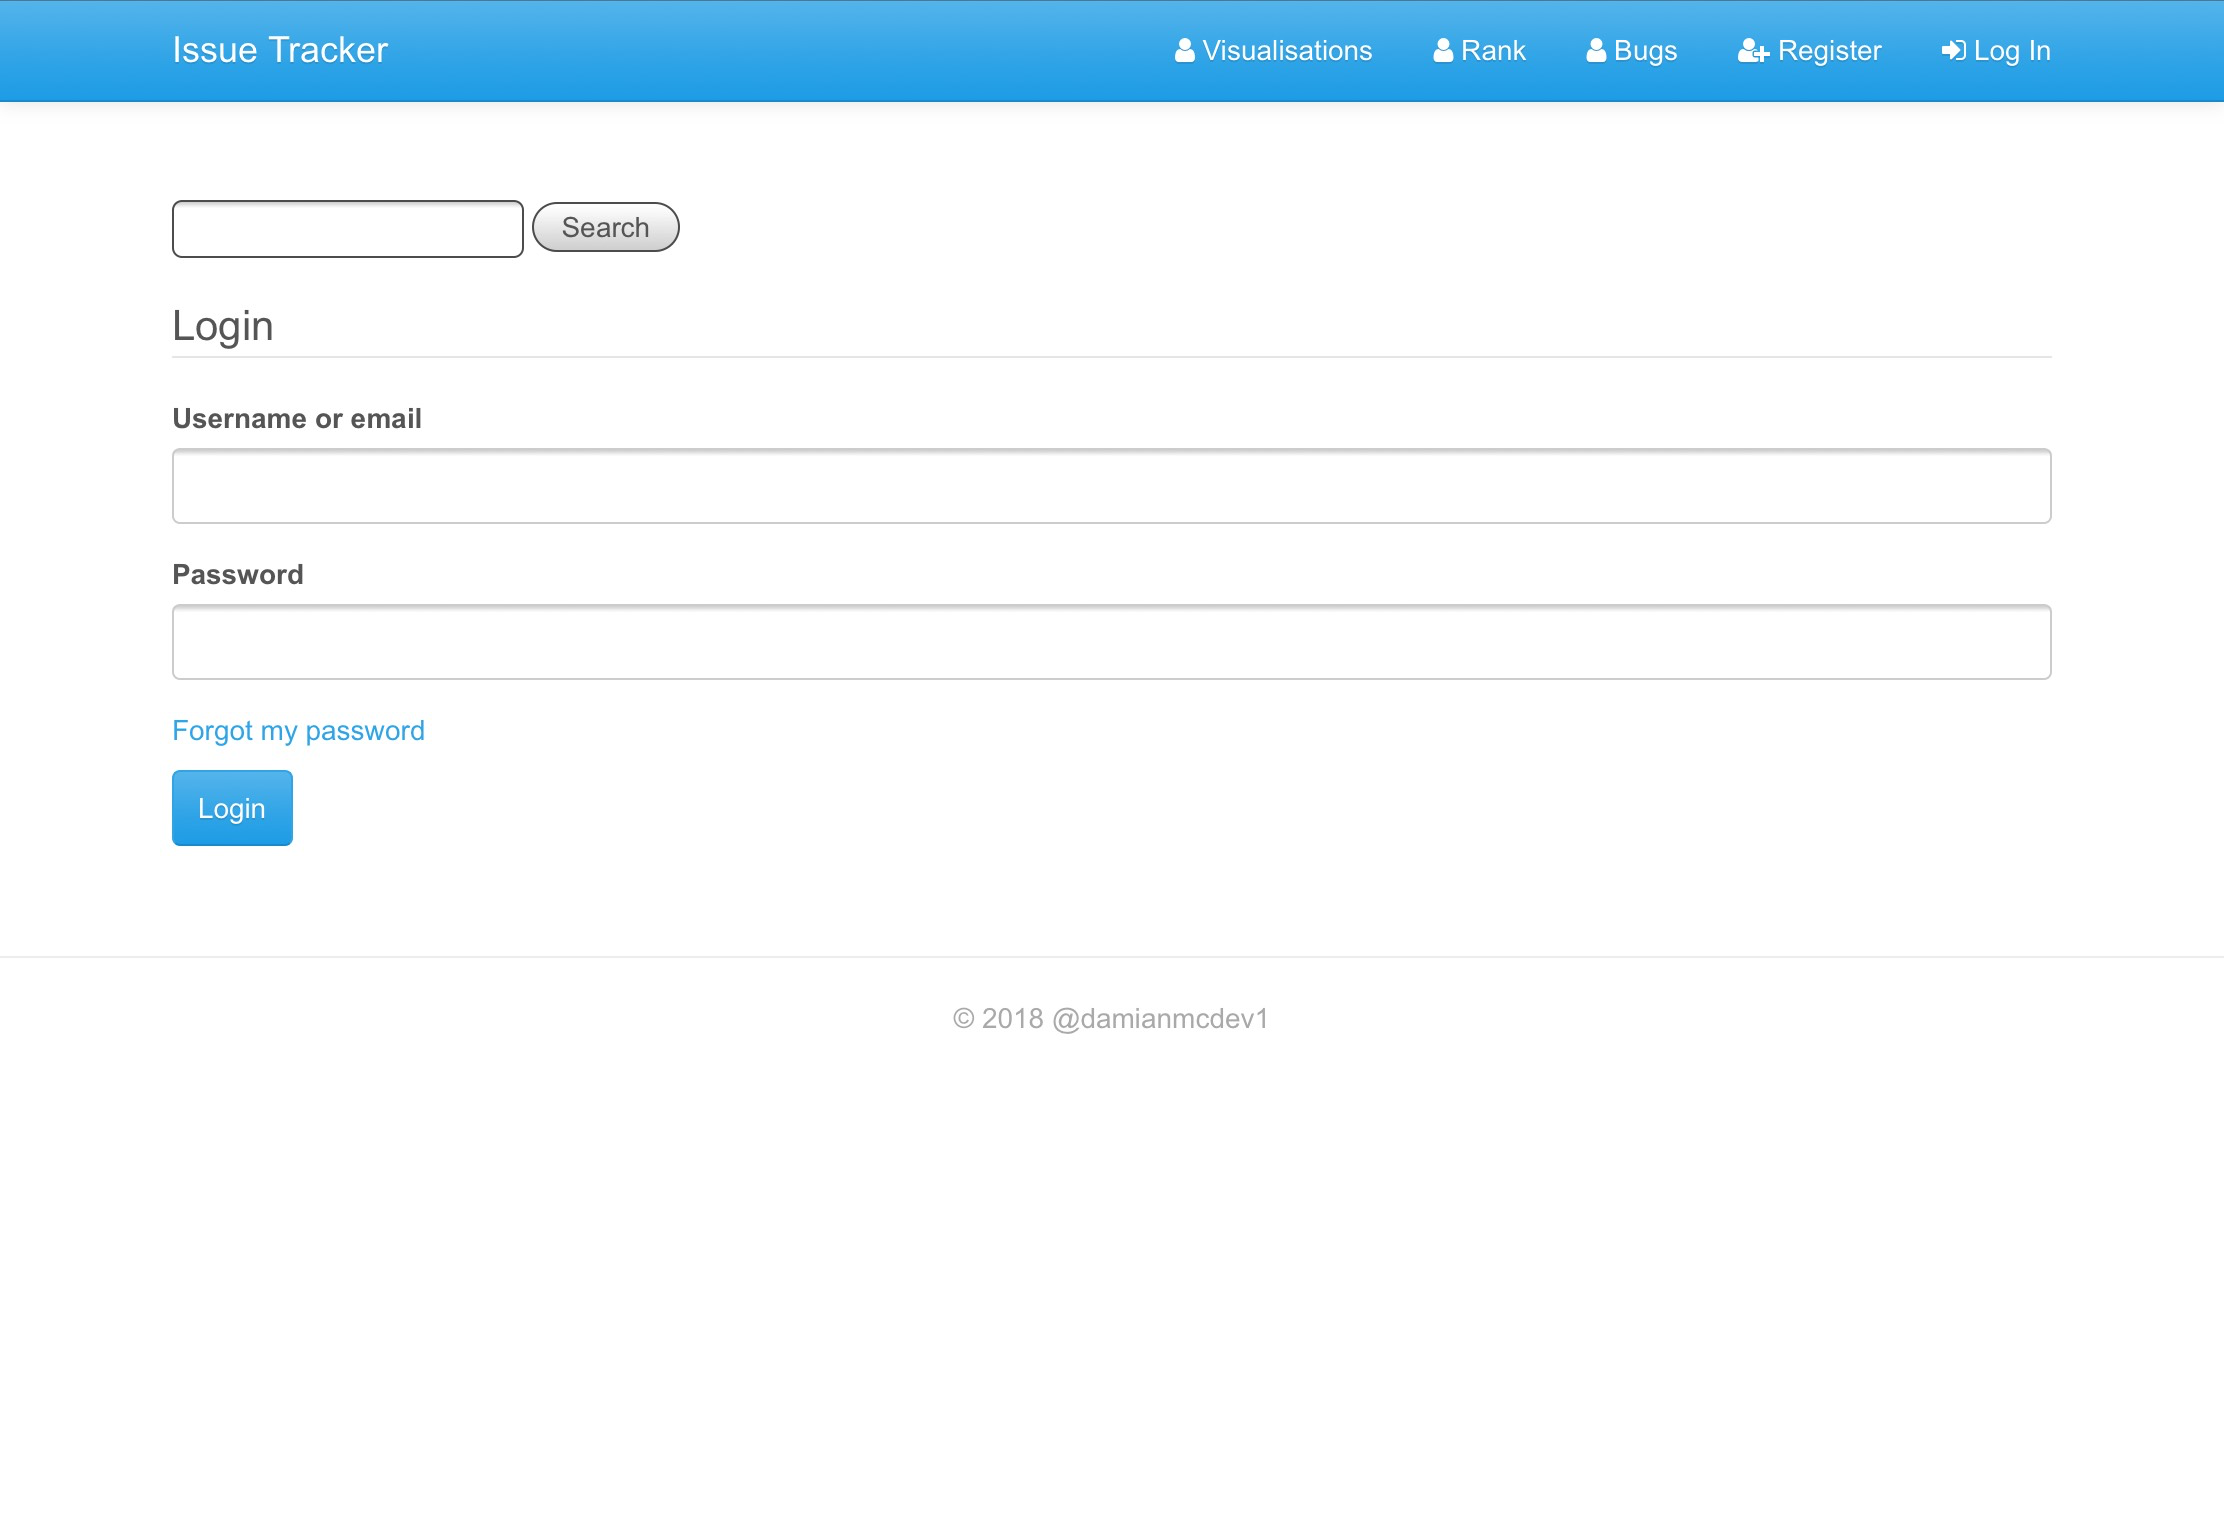 Issue Tracker
Visualisations
Rank
Bugs
Register
Log In
Search
Login
Username or email
Password
Forgot my password
Login
© 2018 @damianmcdev1